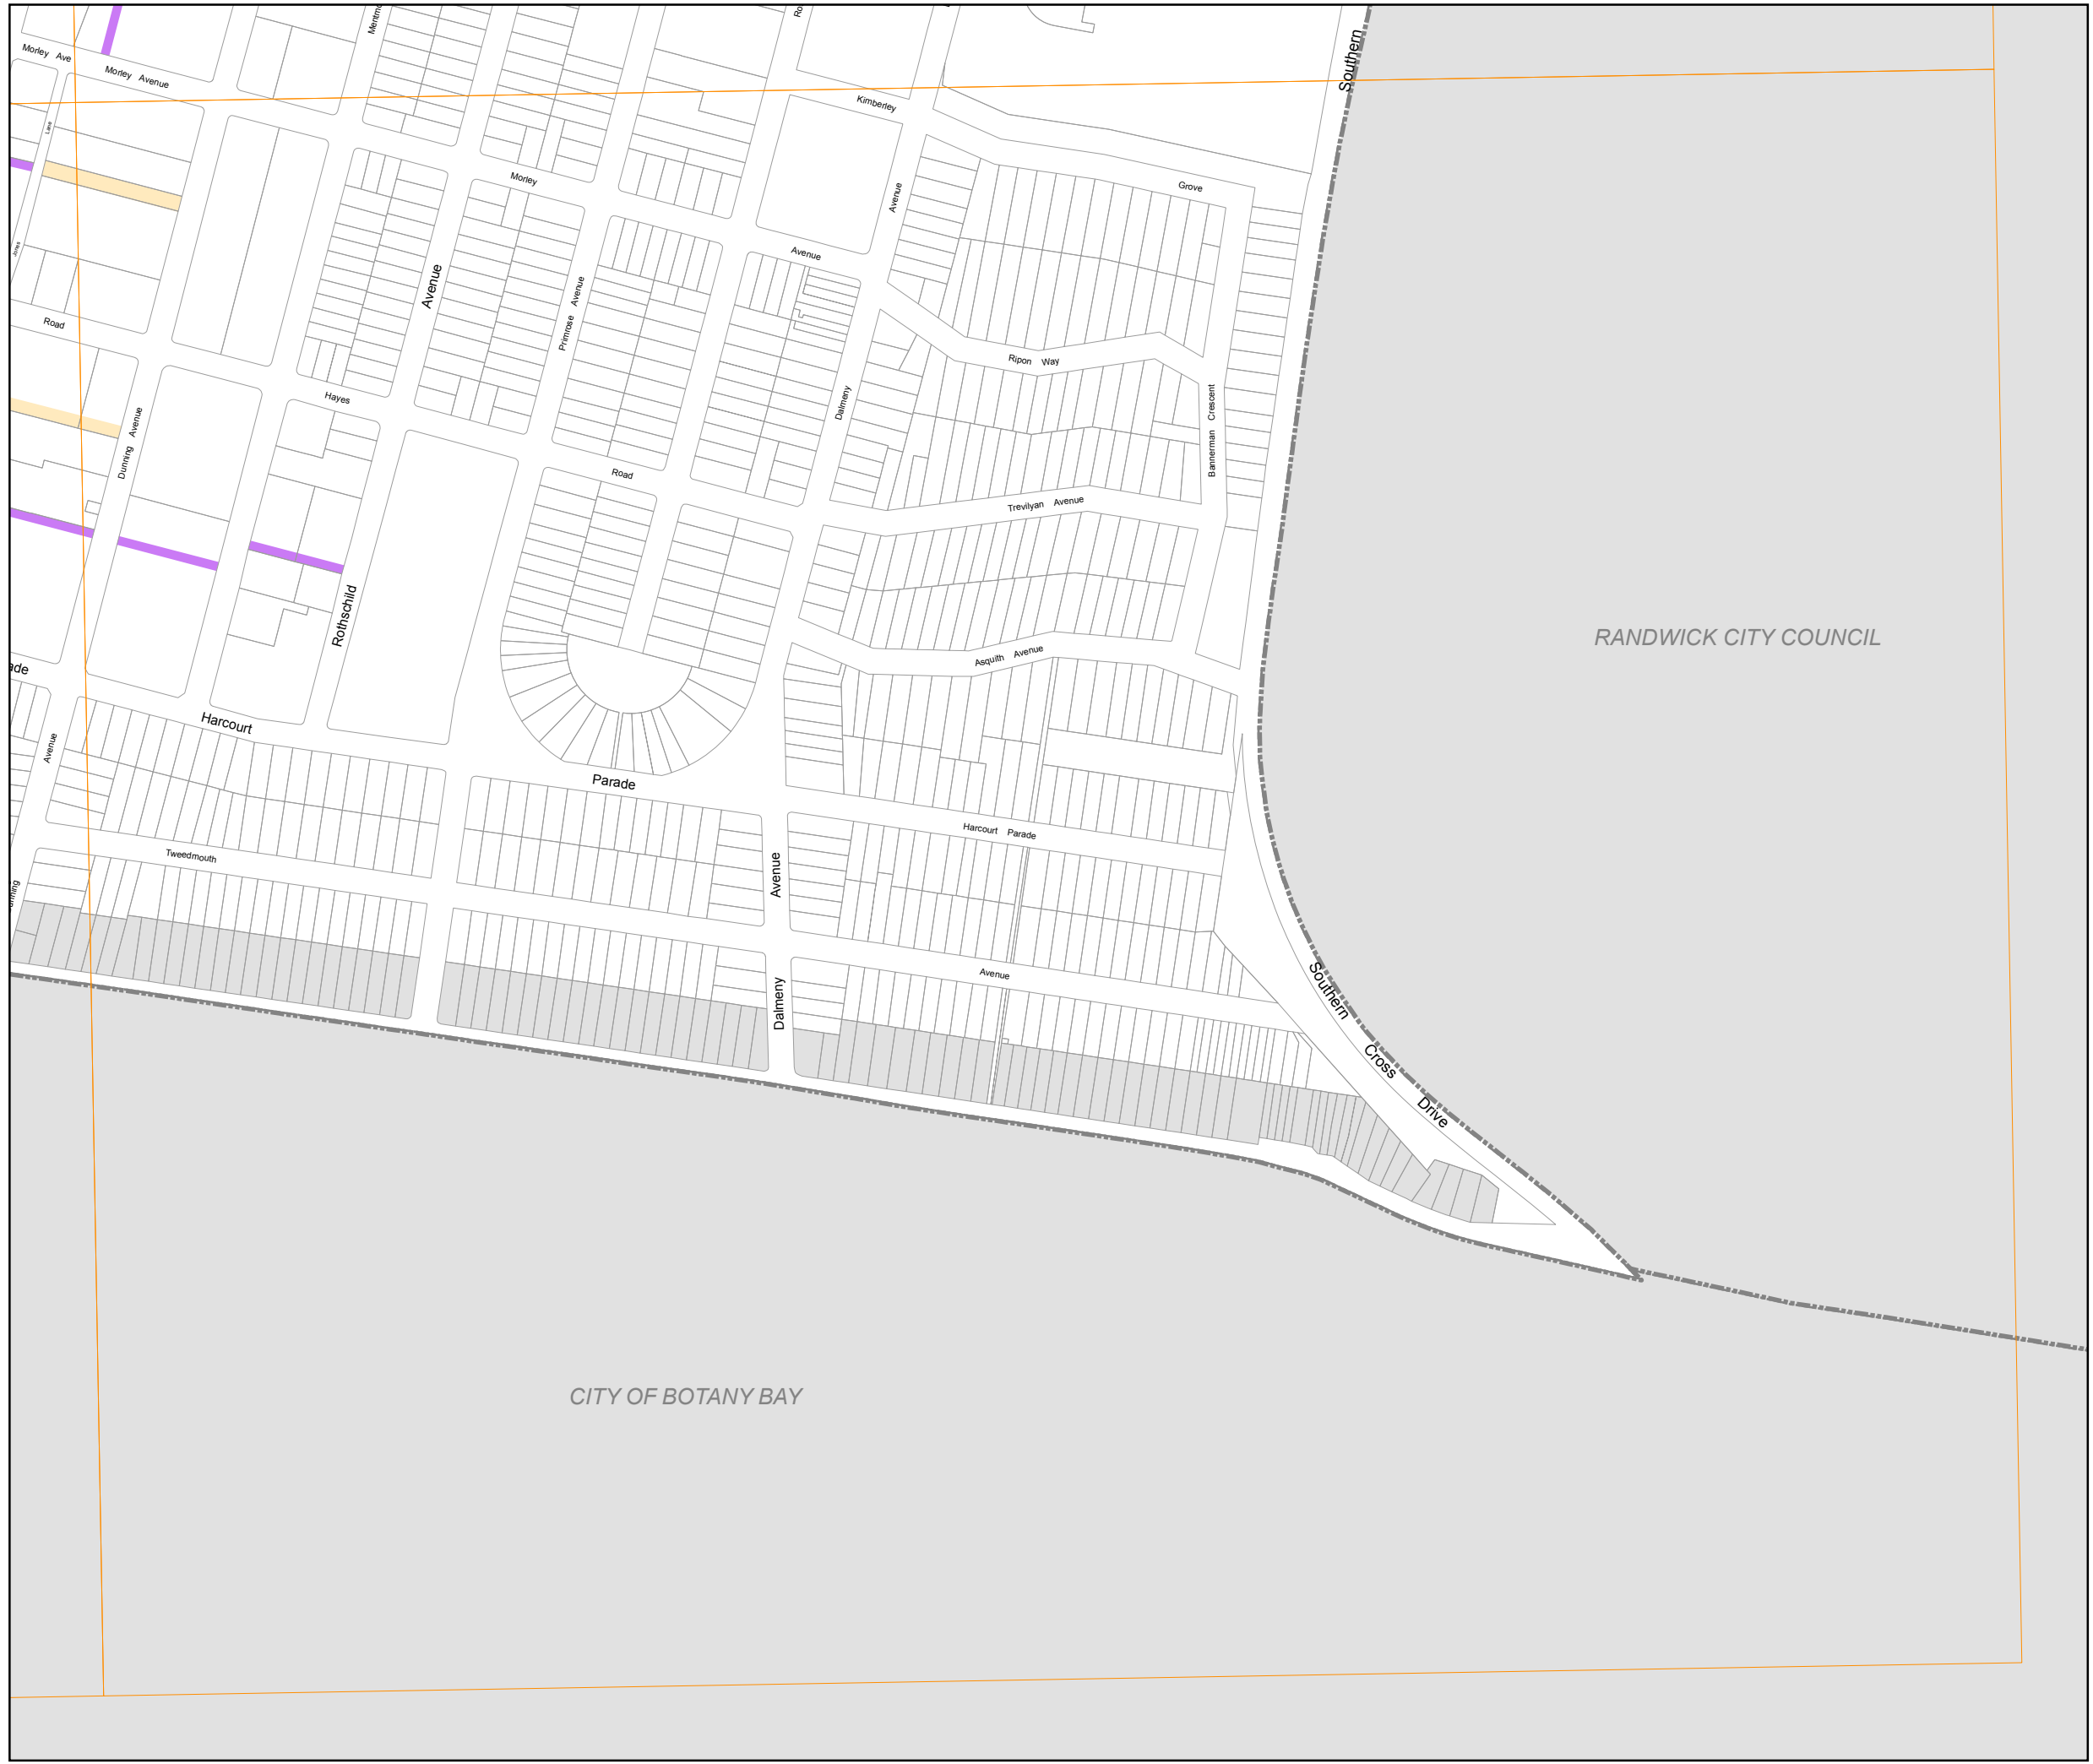 Southern
Morley Ave
Morley Avenue
Kimberley
Lane
Morley
Grove
Avenue
Avenue
Jones
Avenue
Primrose Avenue
Road
Ripon Way
Hayes
Dalmeny
Bannerman Crescent
Dunning Avenue
Road
Trevilyan Avenue
Rothschild
RANDWICK CITY COUNCIL
Asquith Avenue
Harcourt
Avenue
Parade
Harcourt Parade
Tweedmouth
Avenue
Avenue
Southern
Dalmeny
Cross
Drive
CITY OF BOTANY BAY